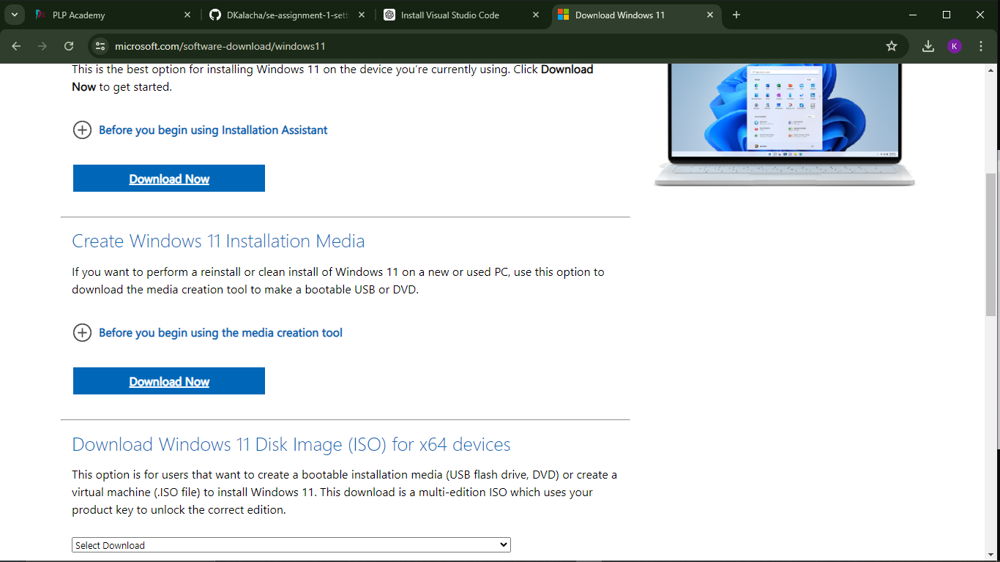 PLP Academy
DKalacha/se-assignment-1-sett
Install Visual Studio Code
Download Windows 11
microsoft.com/software-download/windows11
K
This is the best option for installing Windows 11 on the device you're currently using. Click Download
Now to get started.
Before you begin using Installation Assistant
Download Now
Create Windows 11 Installation Media
If you want to perform a reinstall or clean install of Windows 11 on a new or used PC, use this option to
download the media creation tool to make a bootable USB or DVD.
Before you begin using the media creation tool
Download Now
Download Windows 11 Disk Image (ISO) for x64 devices
This option is for users that want to create a bootable installation media (USB flash drive, DVD) or create a
virtual machine (.ISO file) to install Windows 11. This download is a multi-edition ISO which uses your
product key to unlock the correct edition.
Select Download